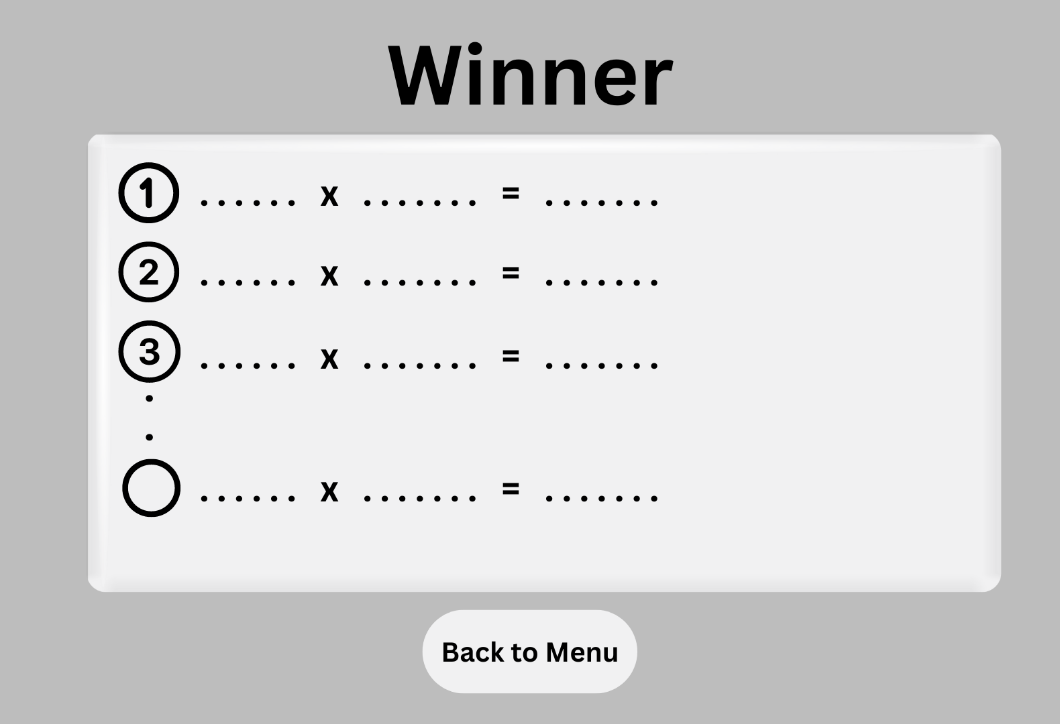 Winner
1 ...... x ....... = .......
2 ...... x ....... = .......
3 ...... x ....... = .......
.
.
...... x ....... = .......
Back to Menu